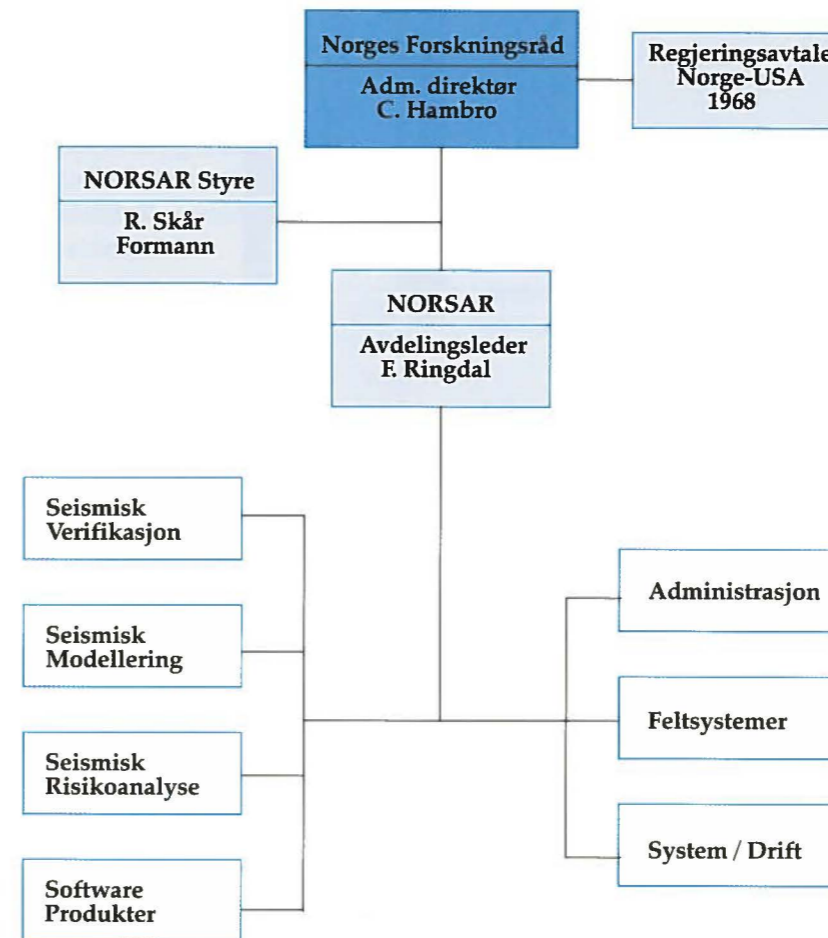 Norges Forskningsråd
Adm. direktør
C. Hambro
Regjeringsavtale
Norge-USA
1968
NORSAR Styre
R. Skår
Formann
NORSAR
Avdelingsleder
F. Ringdal
Seismisk
Verifikasjon
Seismisk
Modellering
Seismisk
Risikoanalyse
Software
Produkter
Administrasjon
Feltsystemer
System / Drift